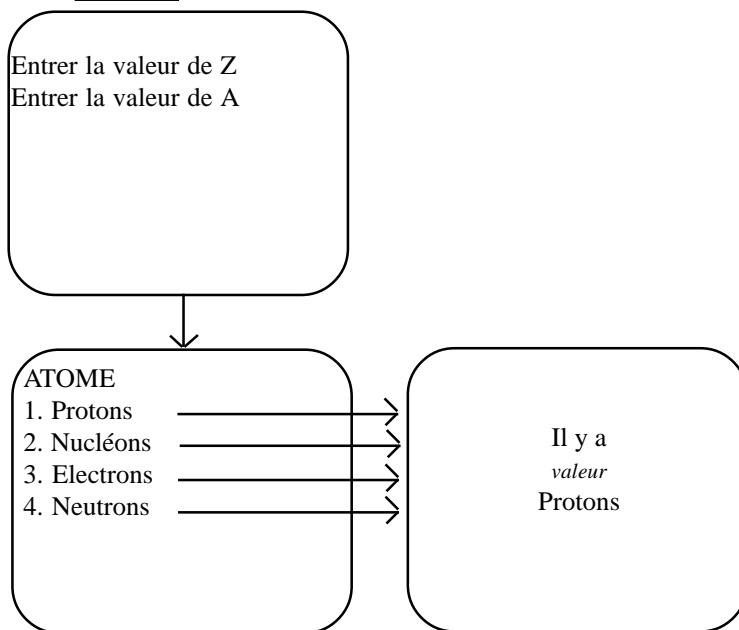 Entrer la valeur de Z
Entrer la valeur de A
ATOME
1. Protons
2. Nucléons
3. Electrons
4. Neutrons
Il y a
valeur
Protons